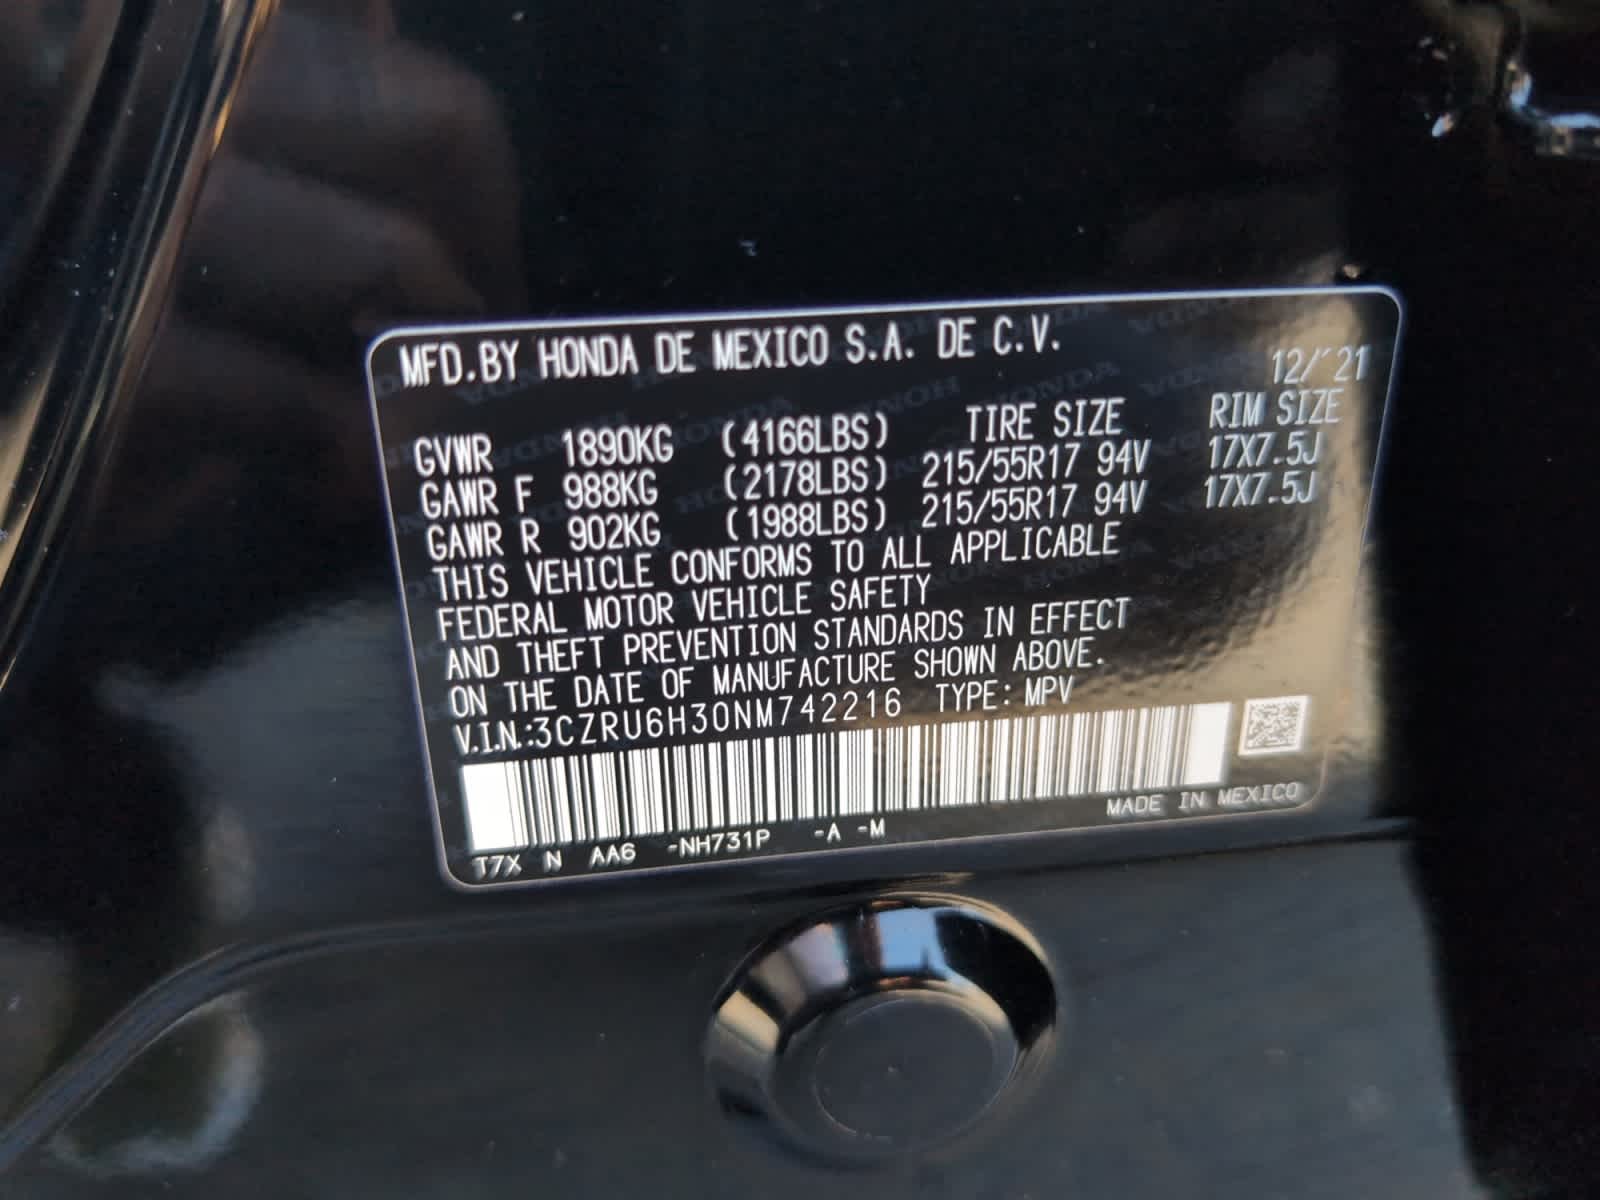 MFD.BY HONDA DE MEXICO S.A. DE C.V.
12/'21
GVWR 1890KG (4166LBS) TIRE SIZE RIM SIZE
GAWR F 988KG (2178LBS) 215/55R17 94V 17X7.5J
GAWR R 902KG (1988LBS) 215/55R17 94V 17X7.5J
THIS VEHICLE CONFORMS TO ALL APPLICABLE
FEDERAL MOTOR VEHICLE SAFETY
AND THEFT PREVENTION STANDARDS IN EFFECT
ON THE DATE OF MANUFACTURE SHOWN ABOVE.
V.I.N.:3CZRU6H30NM742216 TYPE: MPV
MADE IN MEXICO
T7X N AA6 -NH731P -A -M